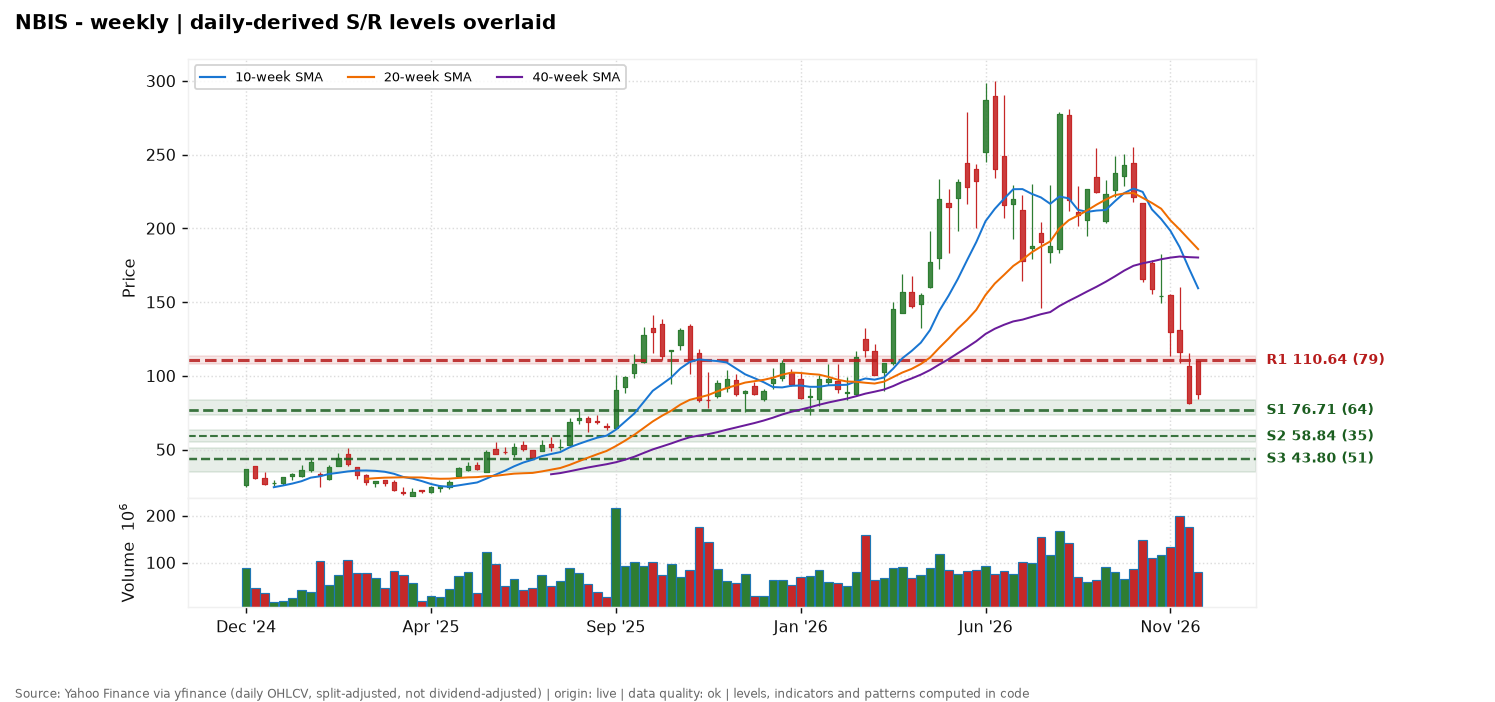 NBIS - weekly | daily-derived S/R levels overlaid
10-week SMA 20-week SMA 40-week SMA
300
250
200
150
100
50
Price
R1 110.64 (79)
S1 76.71 (64)
S2 58.84 (35)
S3 43.80 (51)
200
100
Volume 10⁶
Dec '24 Apr '25 Sep '25 Jan '26 Jun '26 Nov '26
Source: Yahoo Finance via yfinance (daily OHLCV, split-adjusted, not dividend-adjusted) | origin: live | data quality: ok | levels, indicators and patterns computed in code